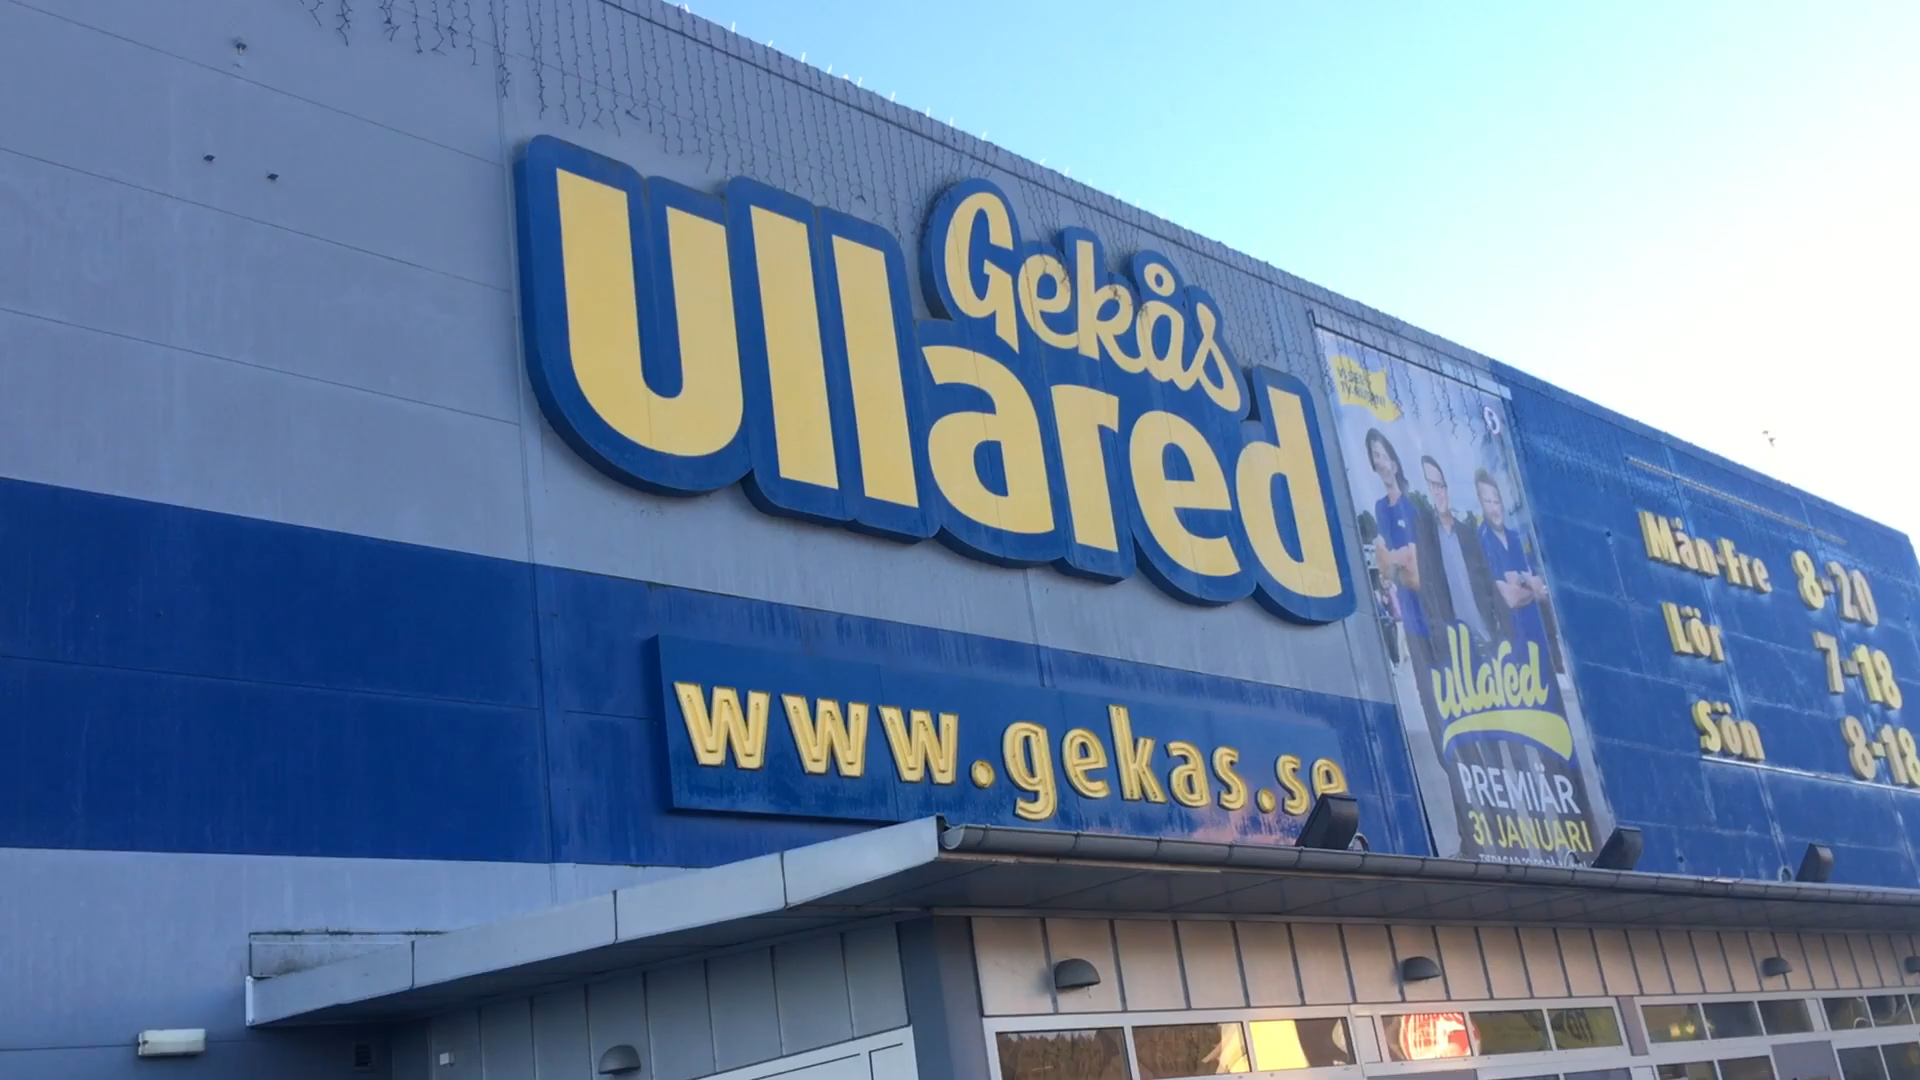 Gekås
ullared
www.gekas.se
ullared
PREMIÄR
31 JANUARI
Mån-Fre 8-20
Lör 7-18
Sön 8-18